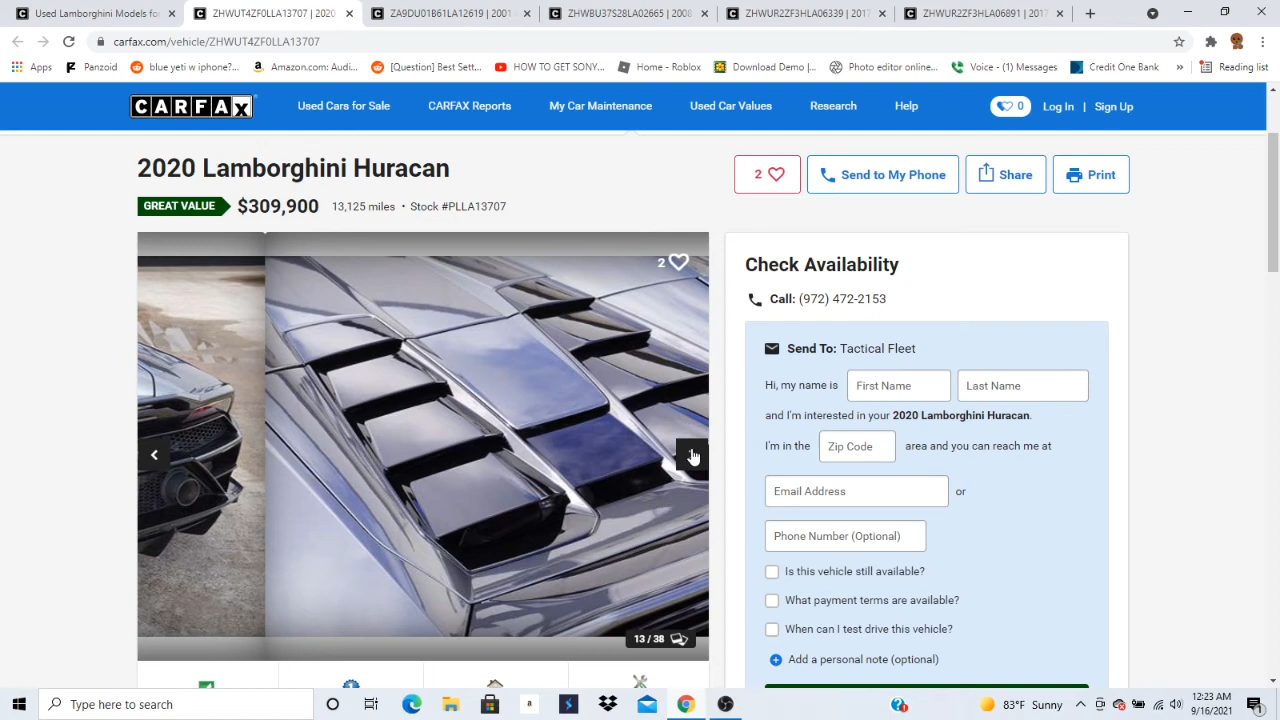 Used Lamborghini Models for
ZHWUT4ZF0LLA13707 | 2020
ZA9DU01B61LA12619 | 2001
ZHWBU37S28LA02665 | 2008
ZHWUR2ZF3HLA06339 | 2017
ZHWUR2ZF3HLA06891 | 2017
carfax.com/vehicle/ZHWUT4ZF0LLA13707
Apps Panzoid blue yeti w iphone?... Amazon.com: Audi... [Question] Best Sett... HOW TO GET SONY... Home - Roblox Download Demo |... Photo editor online... Voice - (1) Messages Credit One Bank » Reading list
CARFAX Used Cars for Sale CARFAX Reports My Car Maintenance Used Car Values Research Help 0 Log In | Sign Up
2020 Lamborghini Huracan
2 Send to My Phone Share Print
GREAT VALUE $309,900 13,125 miles • Stock #PLLA13707
2
13 / 38
Check Availability
Call: (972) 472-2153
Send To: Tactical Fleet
Hi, my name is First Name Last Name
and I'm interested in your 2020 Lamborghini Huracan.
I'm in the Zip Code area and you can reach me at
Email Address or
Phone Number (Optional)
Is this vehicle still available?
What payment terms are available?
When can I test drive this vehicle?
Add a personal note (optional)
Type here to search
83°F Sunny
12:23 AM
9/16/2021